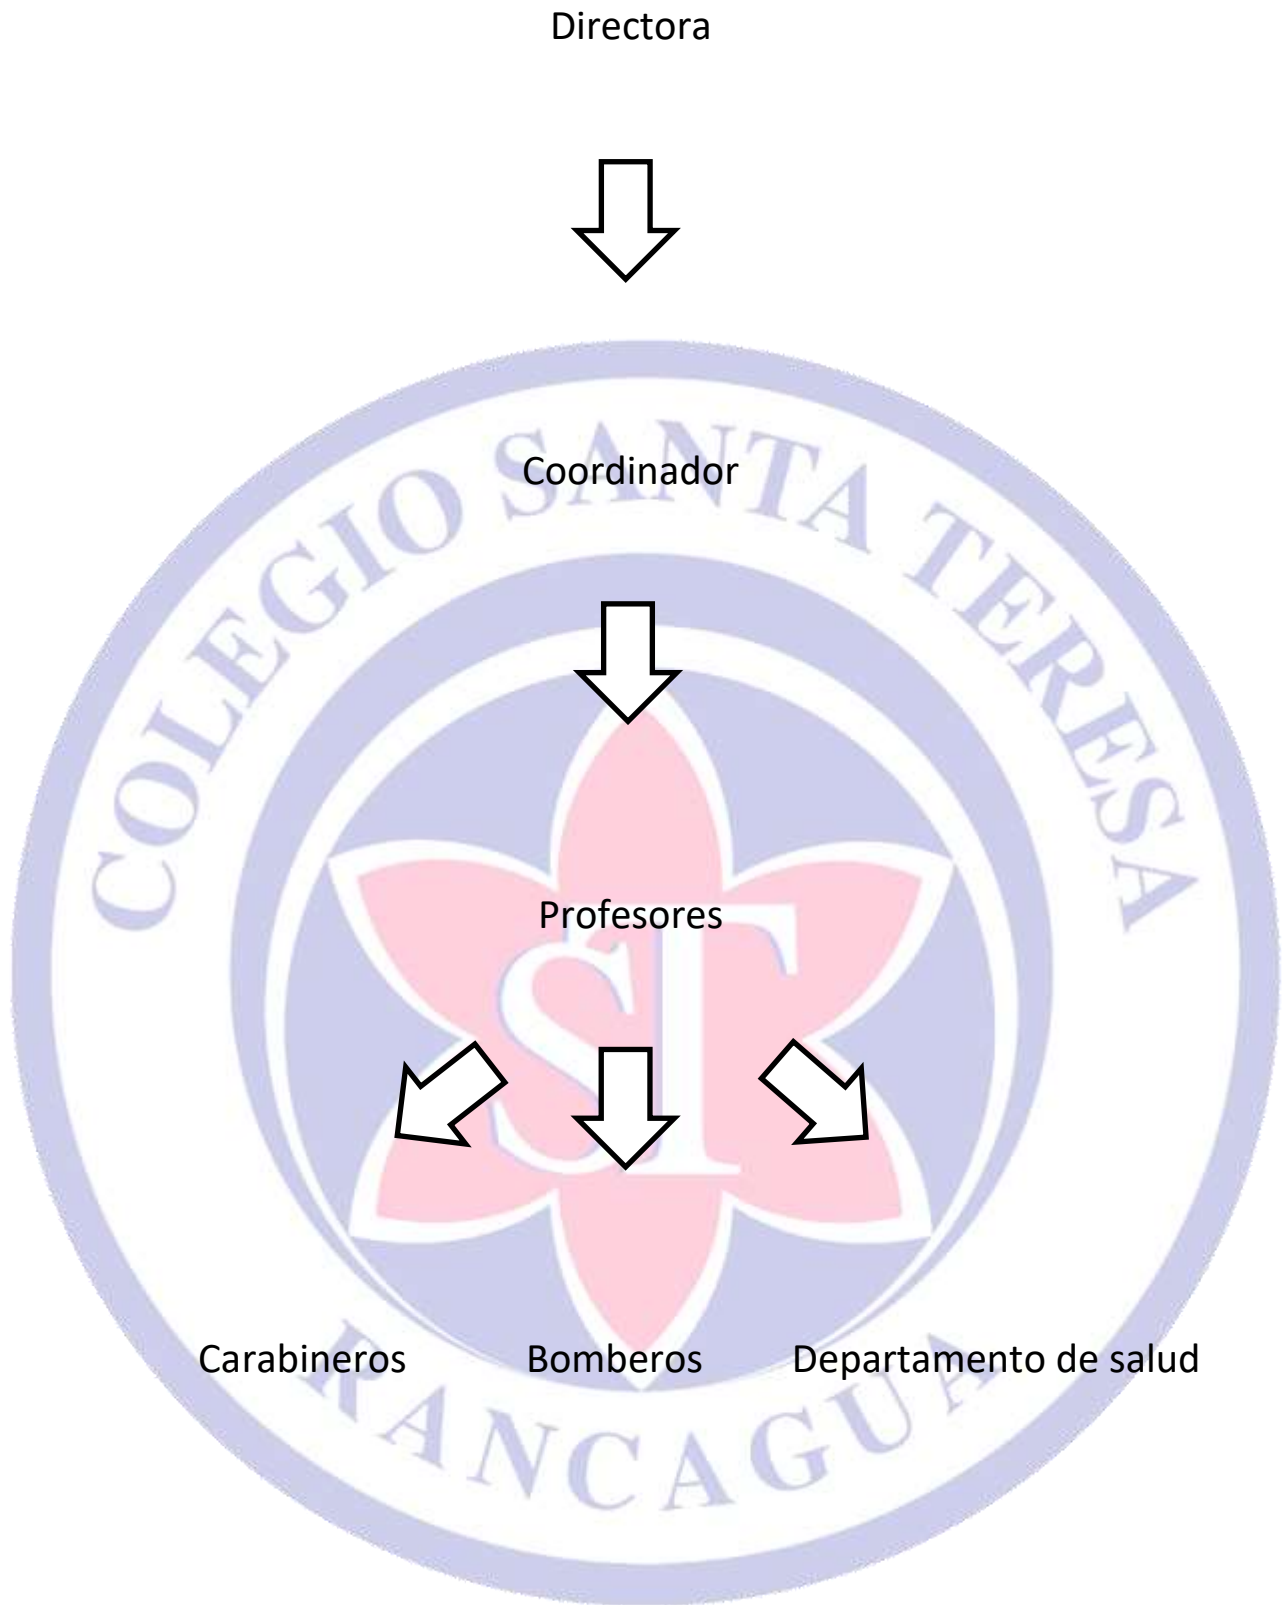 Directora
Coordinador
COLEGIO SANTA TERESA
Profesores
ST
Carabineros Bomberos Departamento de salud
RANCAGUA